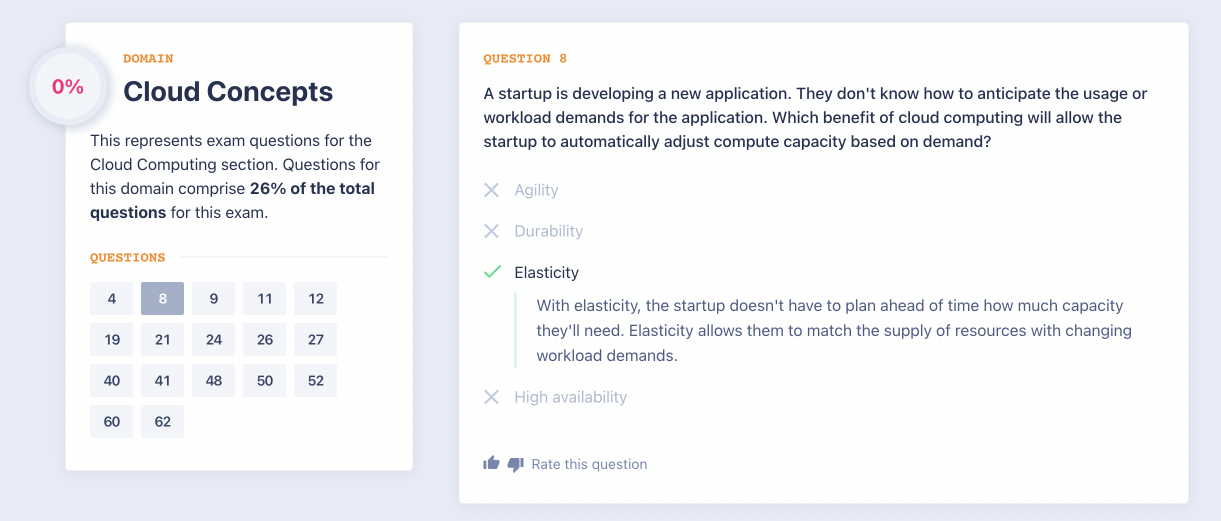 0%
DOMAIN
Cloud Concepts
This represents exam questions for the
Cloud Computing section. Questions for
this domain comprise 26% of the total
questions for this exam.
QUESTIONS
4 8 9 11 12
19 21 24 26 27
40 41 48 50 52
60 62
QUESTION 8
A startup is developing a new application. They don't know how to anticipate the usage or
workload demands for the application. Which benefit of cloud computing will allow the
startup to automatically adjust compute capacity based on demand?
Agility
Durability
Elasticity
With elasticity, the startup doesn't have to plan ahead of time how much capacity
they'll need. Elasticity allows them to match the supply of resources with changing
workload demands.
High availability
Rate this question